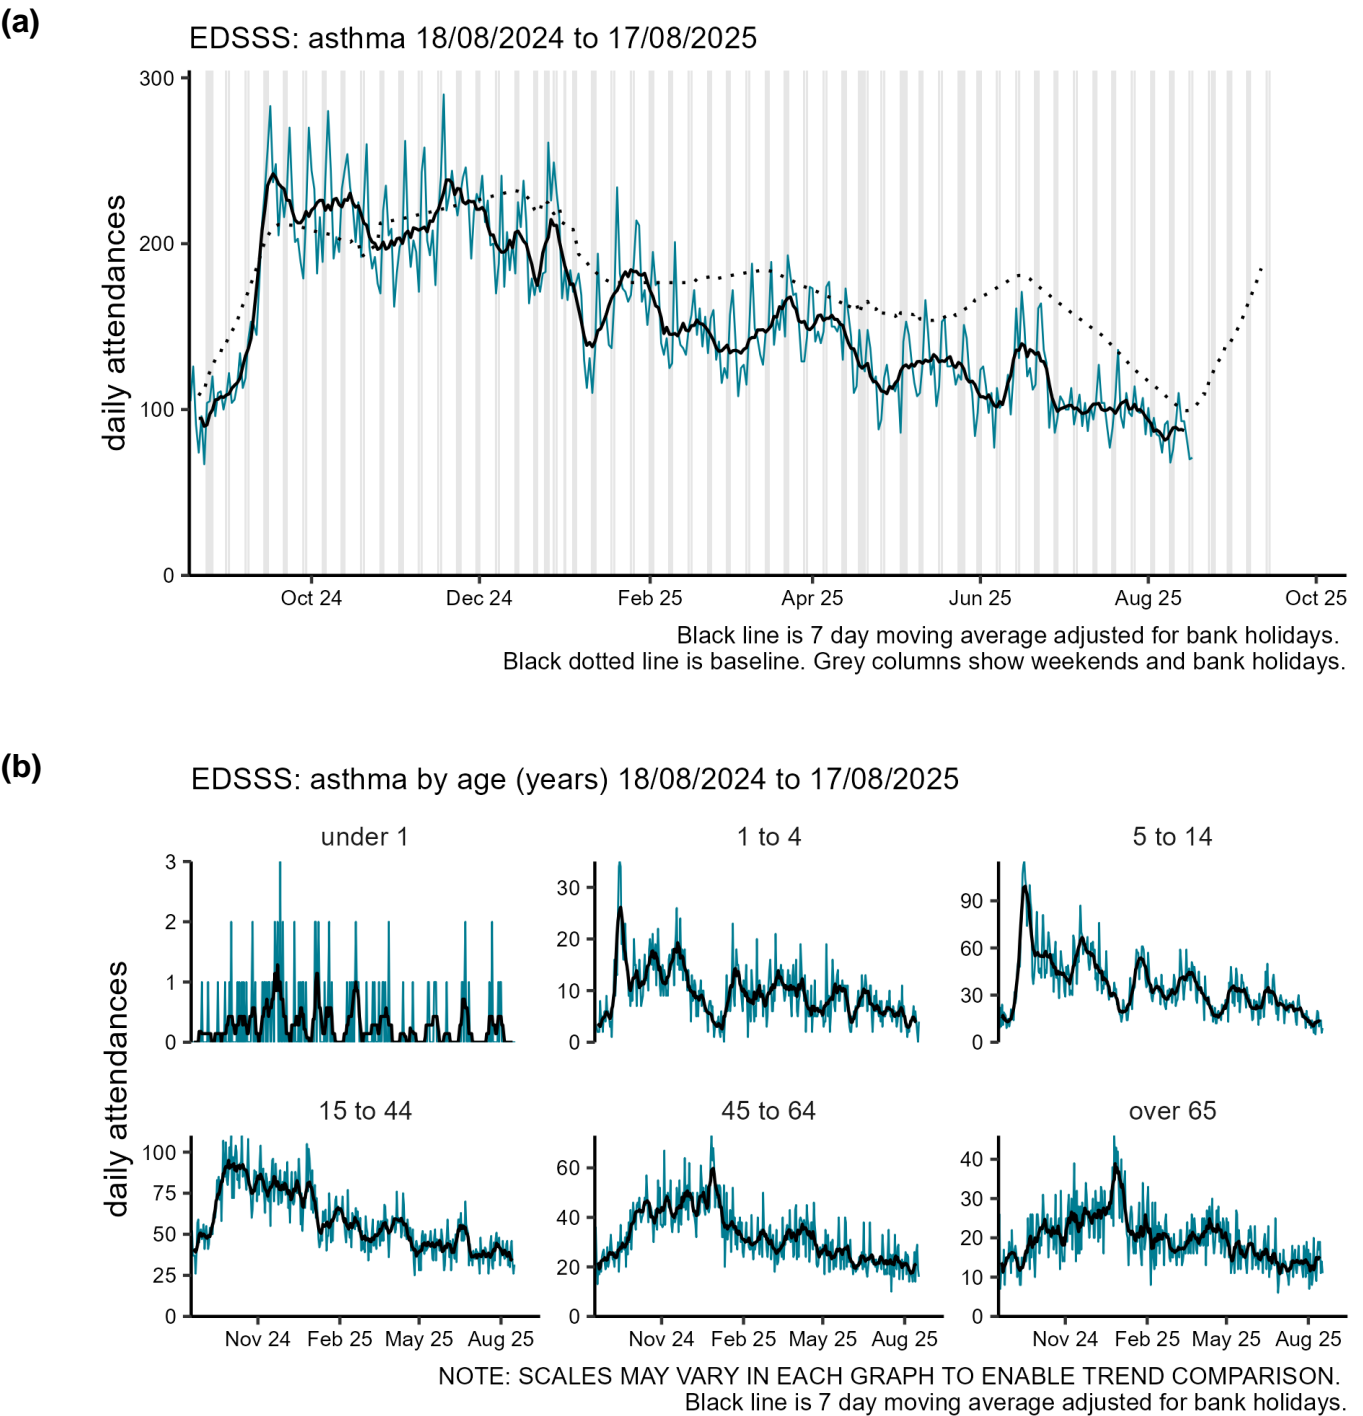 (a)
EDSSS: asthma 18/08/2024 to 17/08/2025
daily attendances
300
200
100
0
Oct 24
Dec 24
Feb 25
Apr 25
Jun 25
Aug 25
Oct 25
Black line is 7 day moving average adjusted for bank holidays.
Black dotted line is baseline. Grey columns show weekends and bank holidays.
(b)
EDSSS: asthma by age (years) 18/08/2024 to 17/08/2025
daily attendances
under 1
3
2
1
0
1 to 4
30
20
10
0
5 to 14
90
60
30
0
15 to 44
100
75
50
25
0
Nov 24
Feb 25
May 25
Aug 25
45 to 64
60
40
20
0
Nov 24
Feb 25
May 25
Aug 25
over 65
40
30
20
10
0
Nov 24
Feb 25
May 25
Aug 25
NOTE: SCALES MAY VARY IN EACH GRAPH TO ENABLE TREND COMPARISON.
Black line is 7 day moving average adjusted for bank holidays.